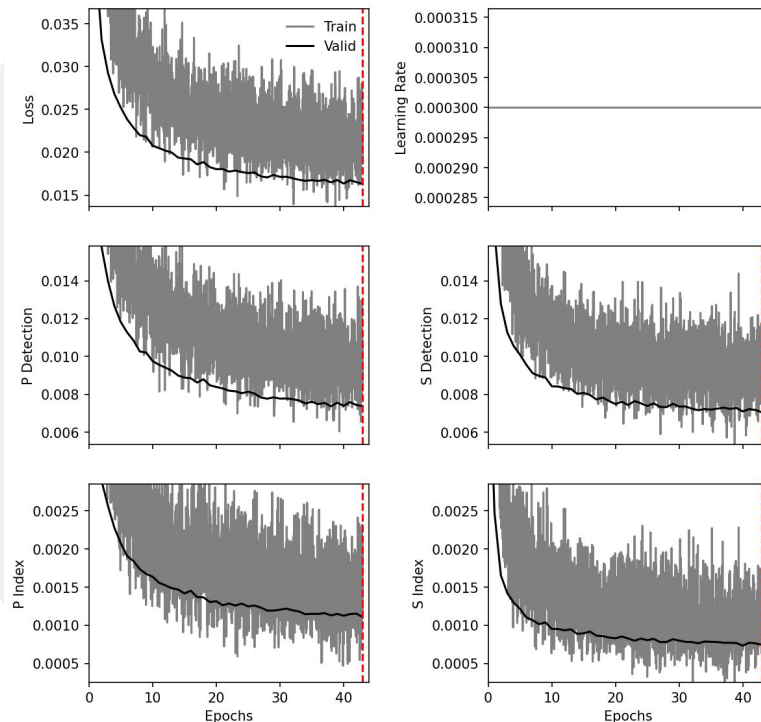 Loss
0.035
0.030
0.025
0.020
0.015
Train
Valid
Learning Rate
0.000315
0.000310
0.000305
0.000300
0.000295
0.000290
0.000285
P Detection
0.014
0.012
0.010
0.008
0.006
S Detection
0.014
0.012
0.010
0.008
0.006
P Index
0.0025
0.0020
0.0015
0.0010
0.0005
0 10 20 30 40
Epochs
S Index
0.0025
0.0020
0.0015
0.0010
0.0005
0 10 20 30 40
Epochs